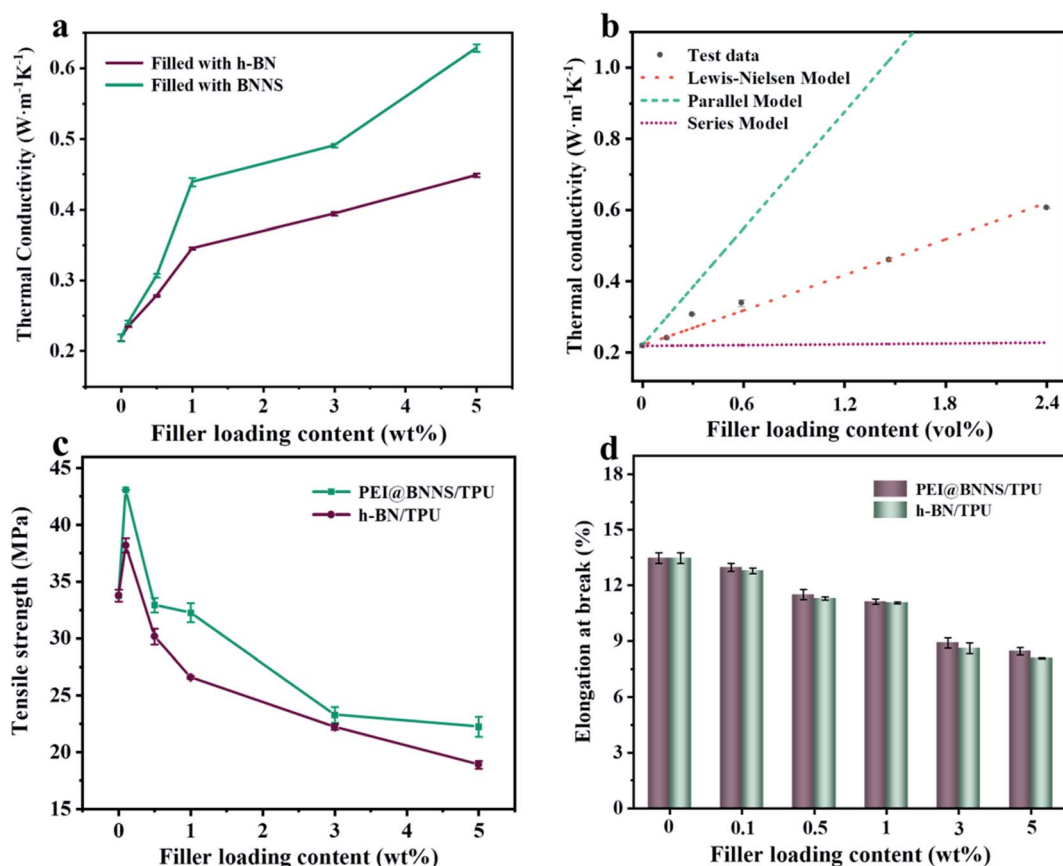 a
Thermal Conductivity (W·m⁻¹K⁻¹)
0.6
0.5
0.4
0.3
0.2
Filled with h-BN
Filled with BNNS
0 1 2 3 4 5
Filler loading content (wt%)
b
Thermal conductivity (W·m⁻¹K⁻¹)
1.0
0.8
0.6
0.4
0.2
Test data
Lewis-Nielsen Model
Parallel Model
Series Model
0 0.6 1.2 1.8 2.4
Filler loading content (vol%)
c
Tensile strength (MPa)
45
40
35
30
25
20
15
PEI@BNNS/TPU
h-BN/TPU
0 1 2 3 4 5
Filler loading content (wt%)
d
Elongation at break (%)
18
15
12
9
6
3
0
PEI@BNNS/TPU
h-BN/TPU
0 0.1 0.5 1 3 5
Filler loading content (wt%)